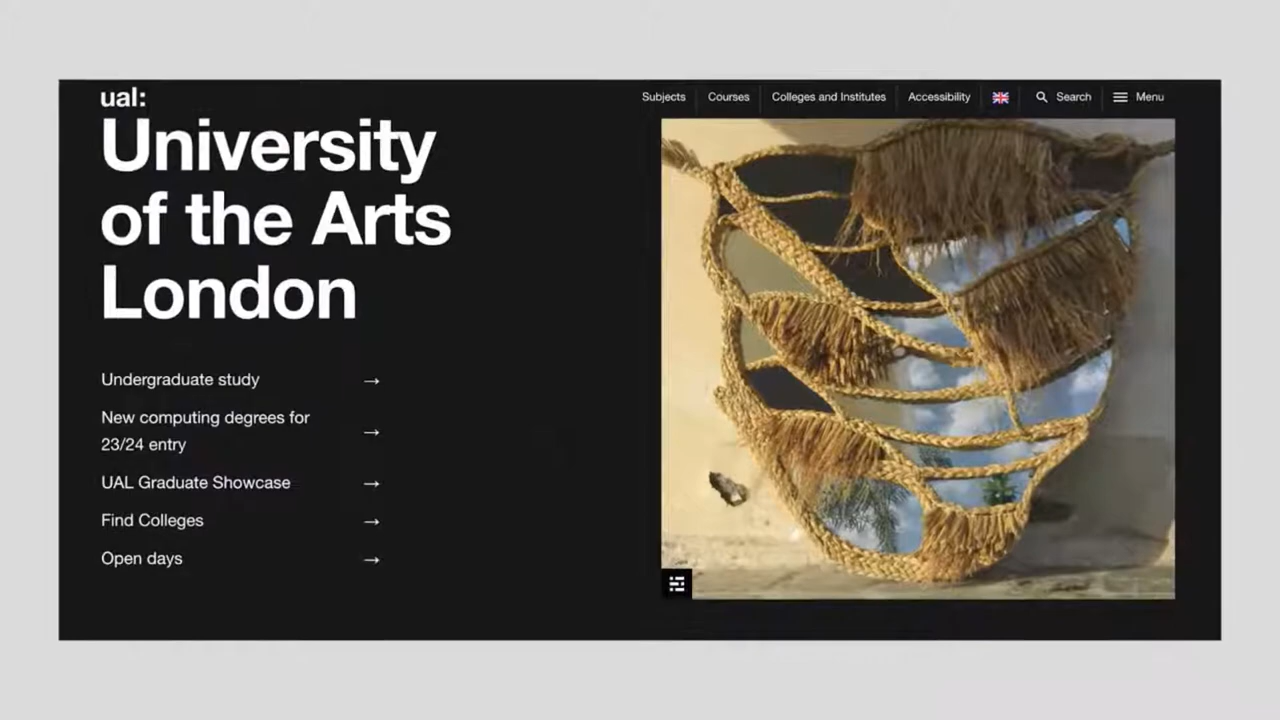 ual:
University
of the Arts
London
Subjects
Courses
Colleges and Institutes
Accessibility
Search
Menu
Undergraduate study →
New computing degrees for
23/24 entry →
UAL Graduate Showcase →
Find Colleges →
Open days →